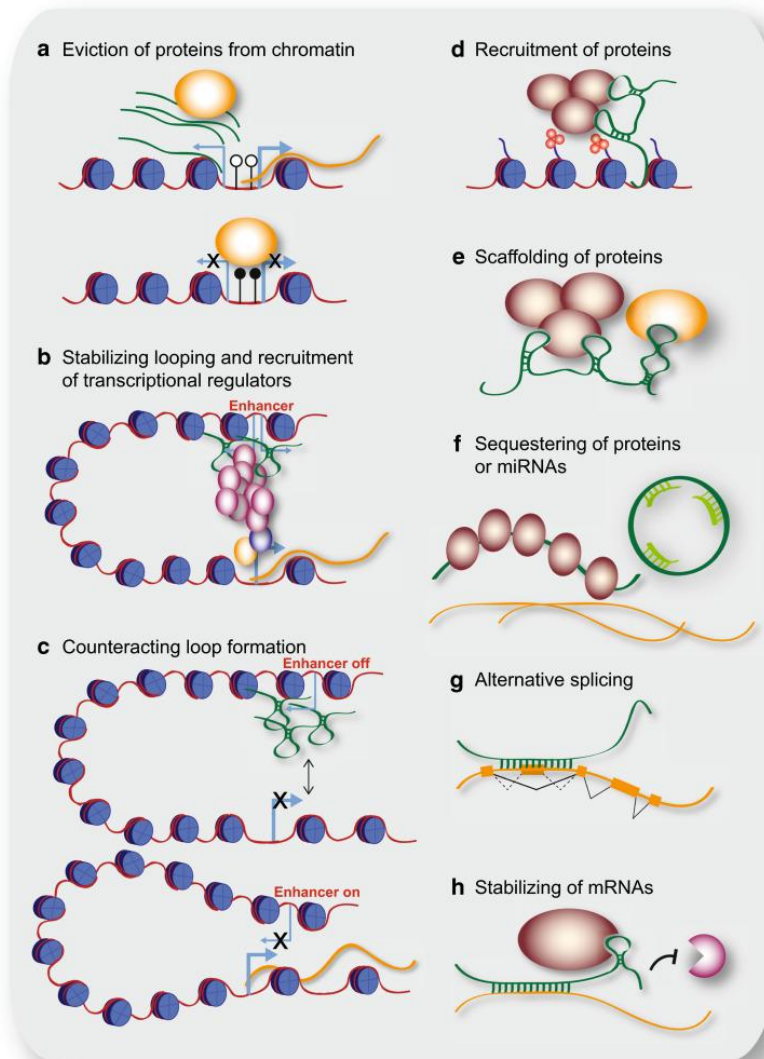 a Eviction of proteins from chromatin
X
X
b Stabilizing looping and recruitment
of transcriptional regulators
Enhancer
c Counteracting loop formation
Enhancer off
X
Enhancer on
X
d Recruitment of proteins
e Scaffolding of proteins
f Sequestering of proteins
or miRNAs
g Alternative splicing
h Stabilizing of mRNAs